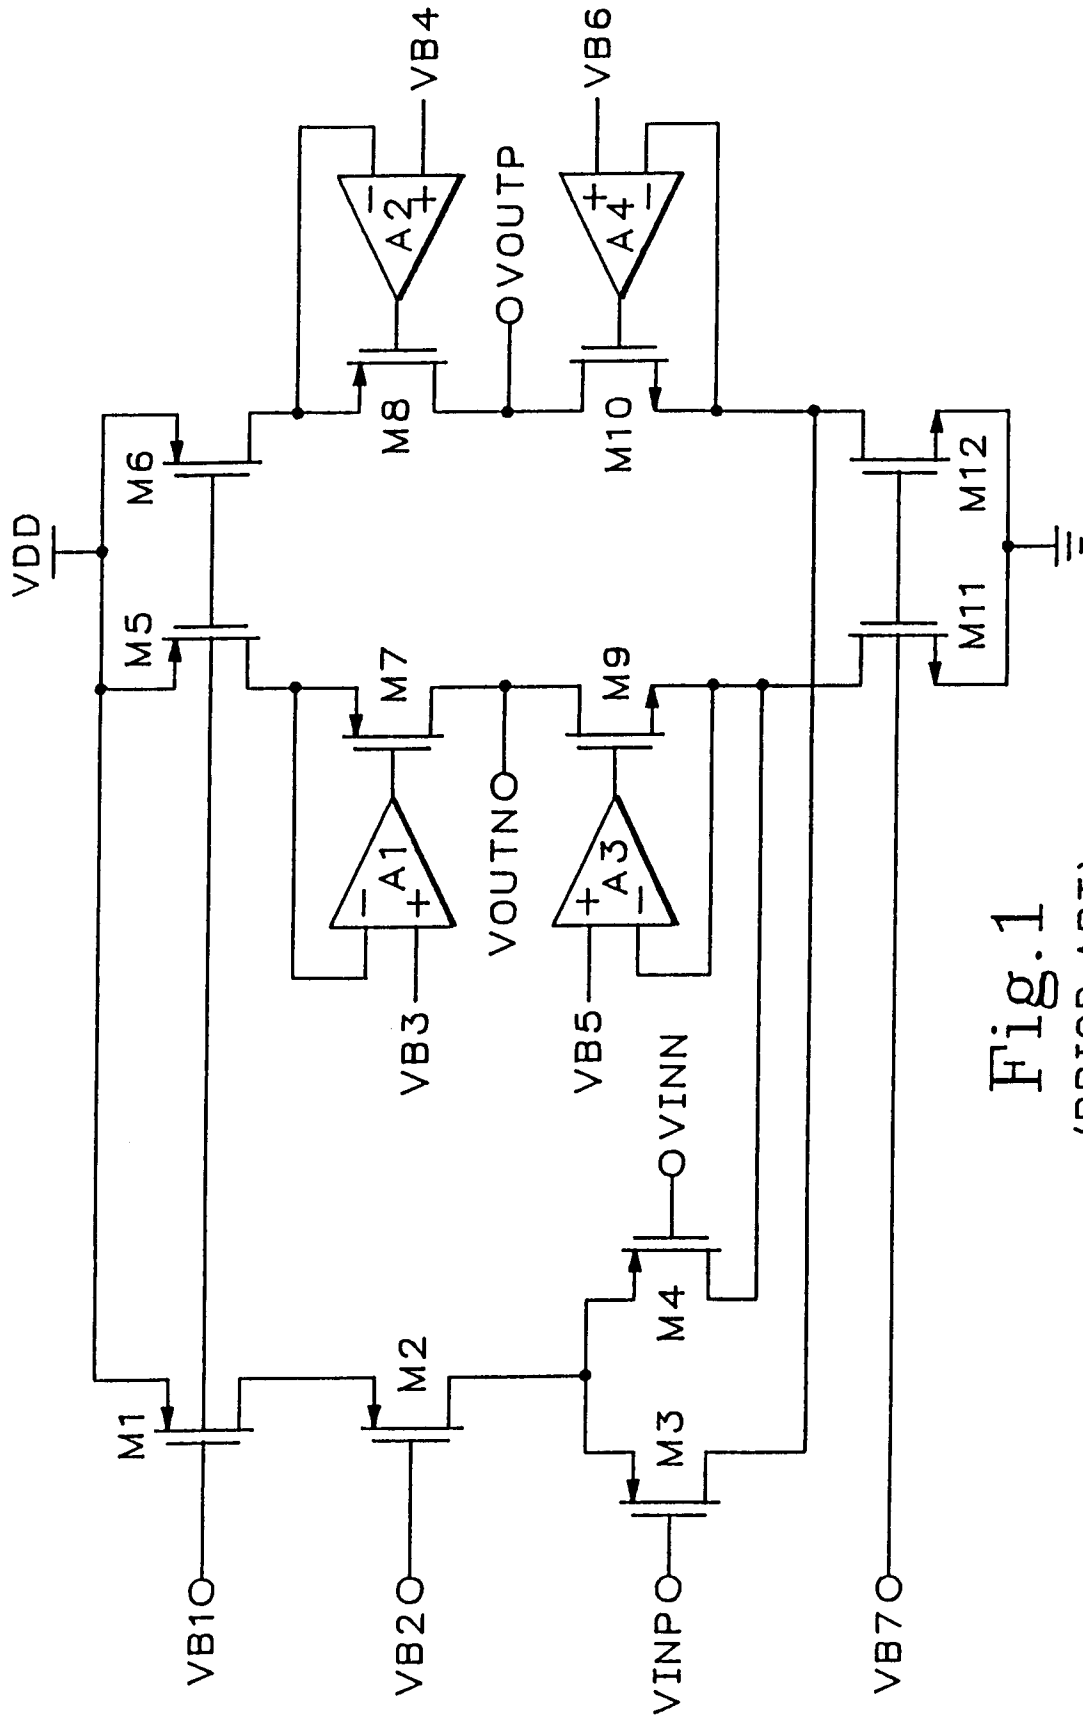 VDD
M1
M5
M6
VB1
M2
VB2
A1
- +
VB3
M7
M8
A2
- +
VB4
VOUTN
VOUTP
A3
+ -
VB5
M9
M10
A4
+ -
VB6
VINP
M3
M4
VINN
VB7
M11
M12
Fig.1